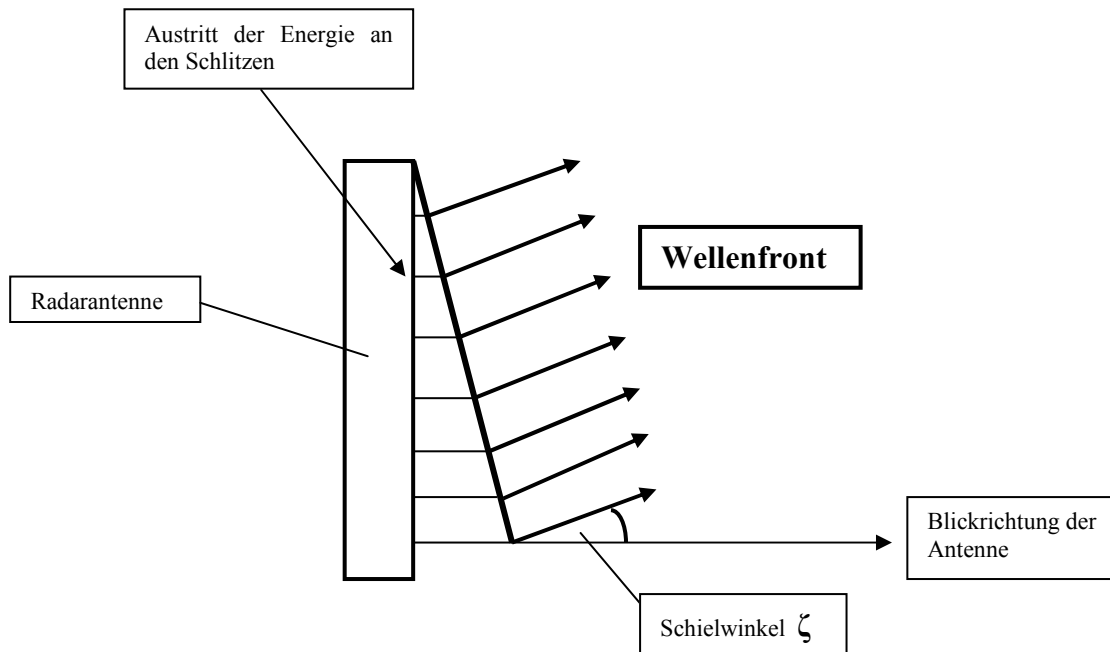 Austritt der Energie an
den Schlitzen
Wellenfront
Radarantenne
Blickrichtung der
Antenne
Schielwinkel ζ